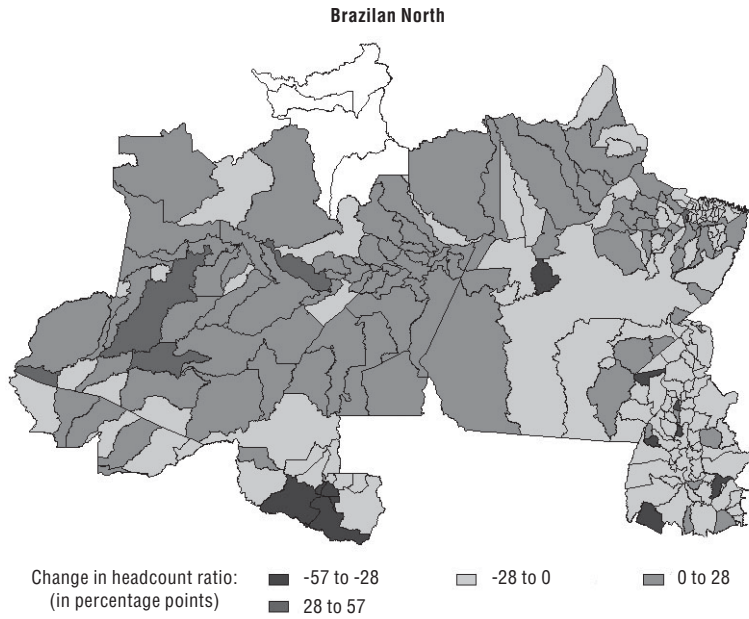 Brazilan North
Change in headcount ratio: -57 to -28 -28 to 0 0 to 28
(in percentage points) 28 to 57